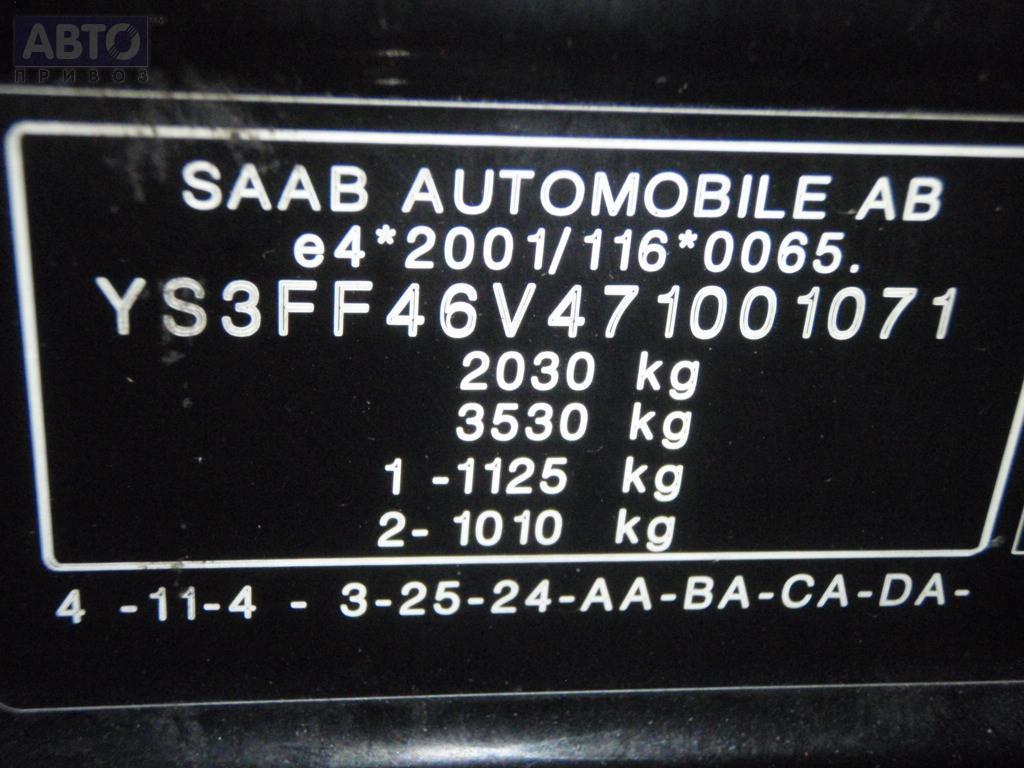 АВТО
ПРИВОЗ
SAAB AUTOMOBILE AB
e4*2001/116*0065.
YS3FF46V471001071
2030 kg
3530 kg
1 -1125 kg
2- 1010 kg
4 -11-4 - 3-25-24-AA-BA-CA-DA-